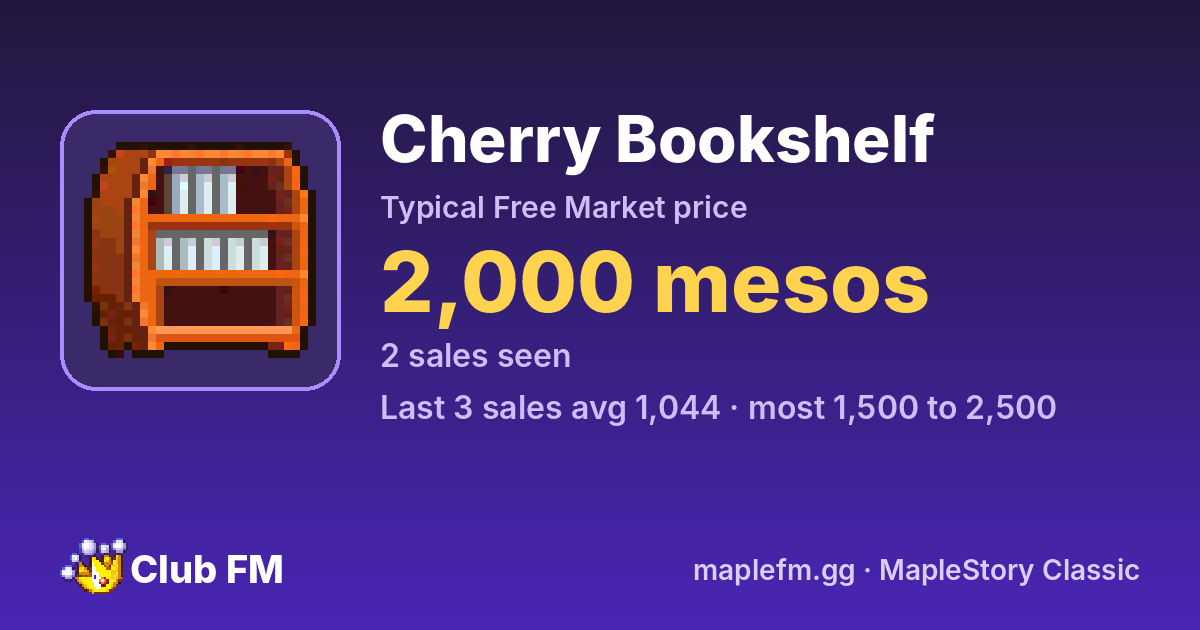 Cherry Bookshelf
Typical Free Market price
2,000 mesos
2 sales seen
Last 3 sales avg 1,044 · most 1,500 to 2,500
Club FM
maplefm.gg · MapleStory Classic